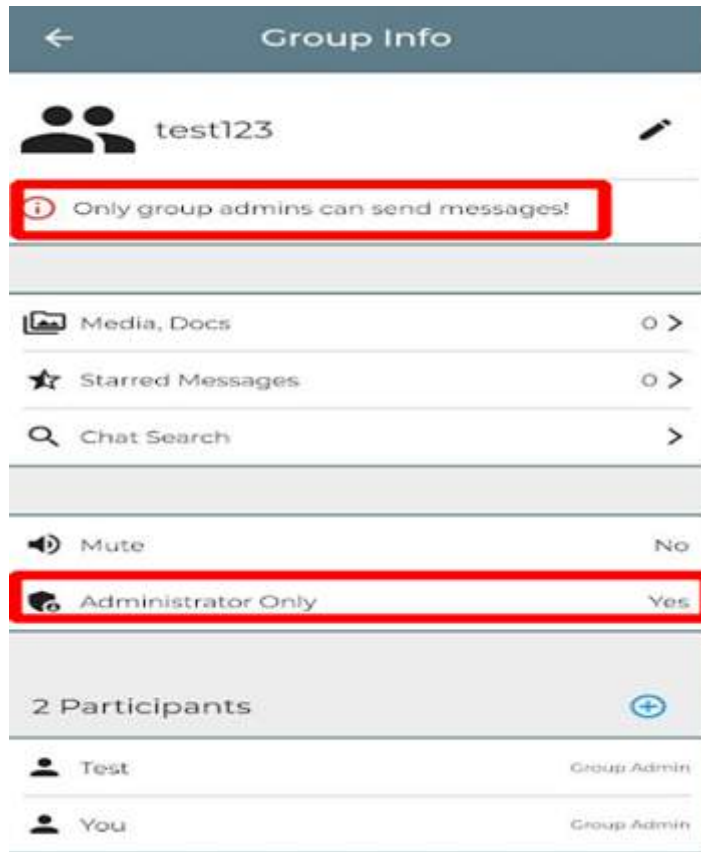 Group Info
test123
Only group admins can send messages!
Media, Docs 0
Starred Messages 0
Chat Search
Mute No
Administrator Only Yes
2 Participants
Test Group Admin
You Group Admin